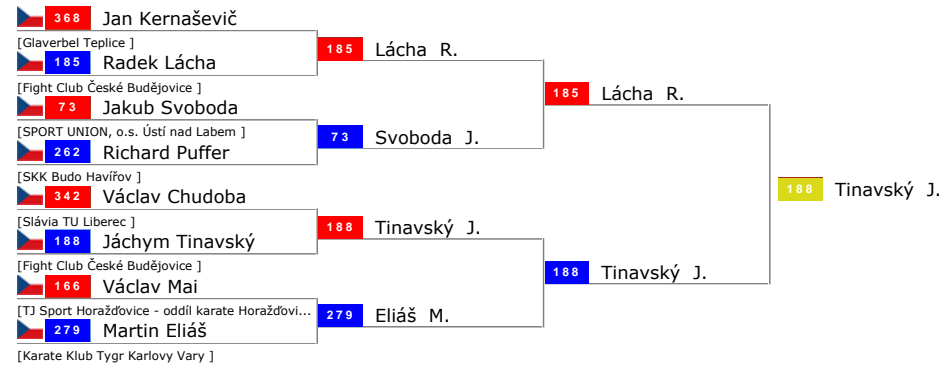 368 Jan Kernaševič
[Glaverbel Teplice ]
185 Radek Lácha
[Fight Club České Budějovice ]
73 Jakub Svoboda
[SPORT UNION, o.s. Ústí nad Labem ]
262 Richard Puffer
[SKK Budo Havířov ]
342 Václav Chudoba
[Slávia TU Liberec ]
188 Jáchym Tinavský
[Fight Club České Budějovice ]
166 Václav Mai
[TJ Sport Horažďovice - oddíl karate Horažďovi...
279 Martin Eliáš
[Karate Klub Tygr Karlovy Vary ]
185 Lácha R.
73 Svoboda J.
188 Tinavský J.
279 Eliáš M.
185 Lácha R.
188 Tinavský J.
188 Tinavský J.